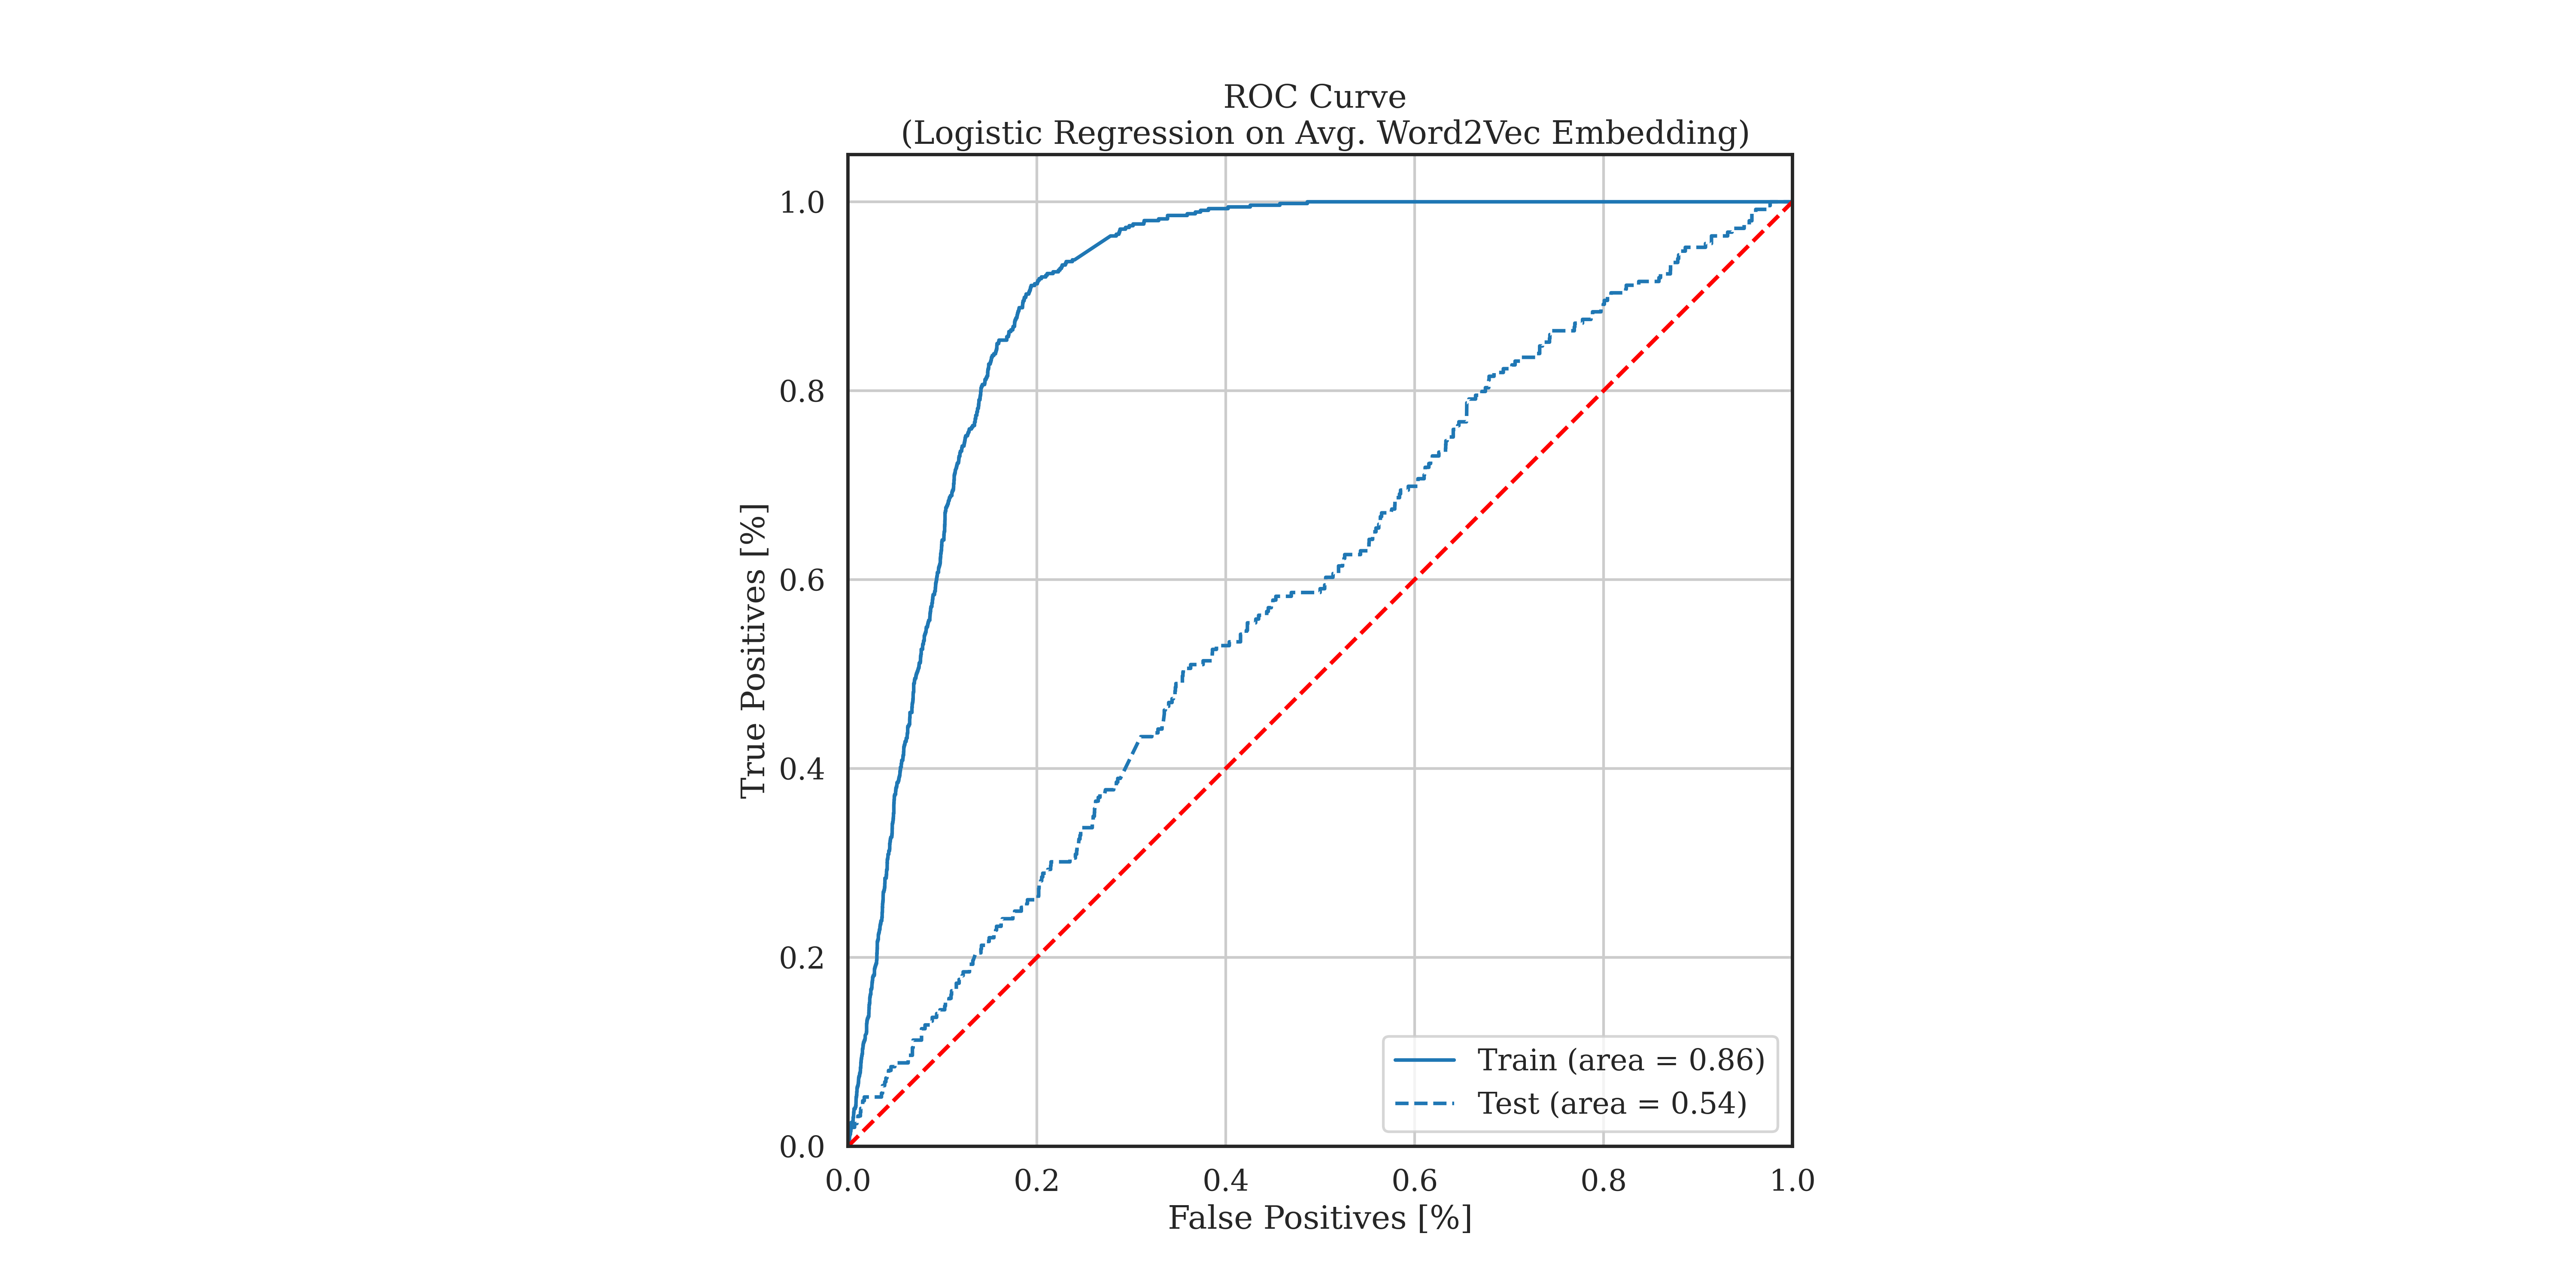 ROC Curve
(Logistic Regression on Avg. Word2Vec Embedding)
1.0
0.8
0.6
0.4
0.2
0.0
True Positives [%]
Train (area = 0.86)
Test (area = 0.54)
0.0 0.2 0.4 0.6 0.8 1.0
False Positives [%]